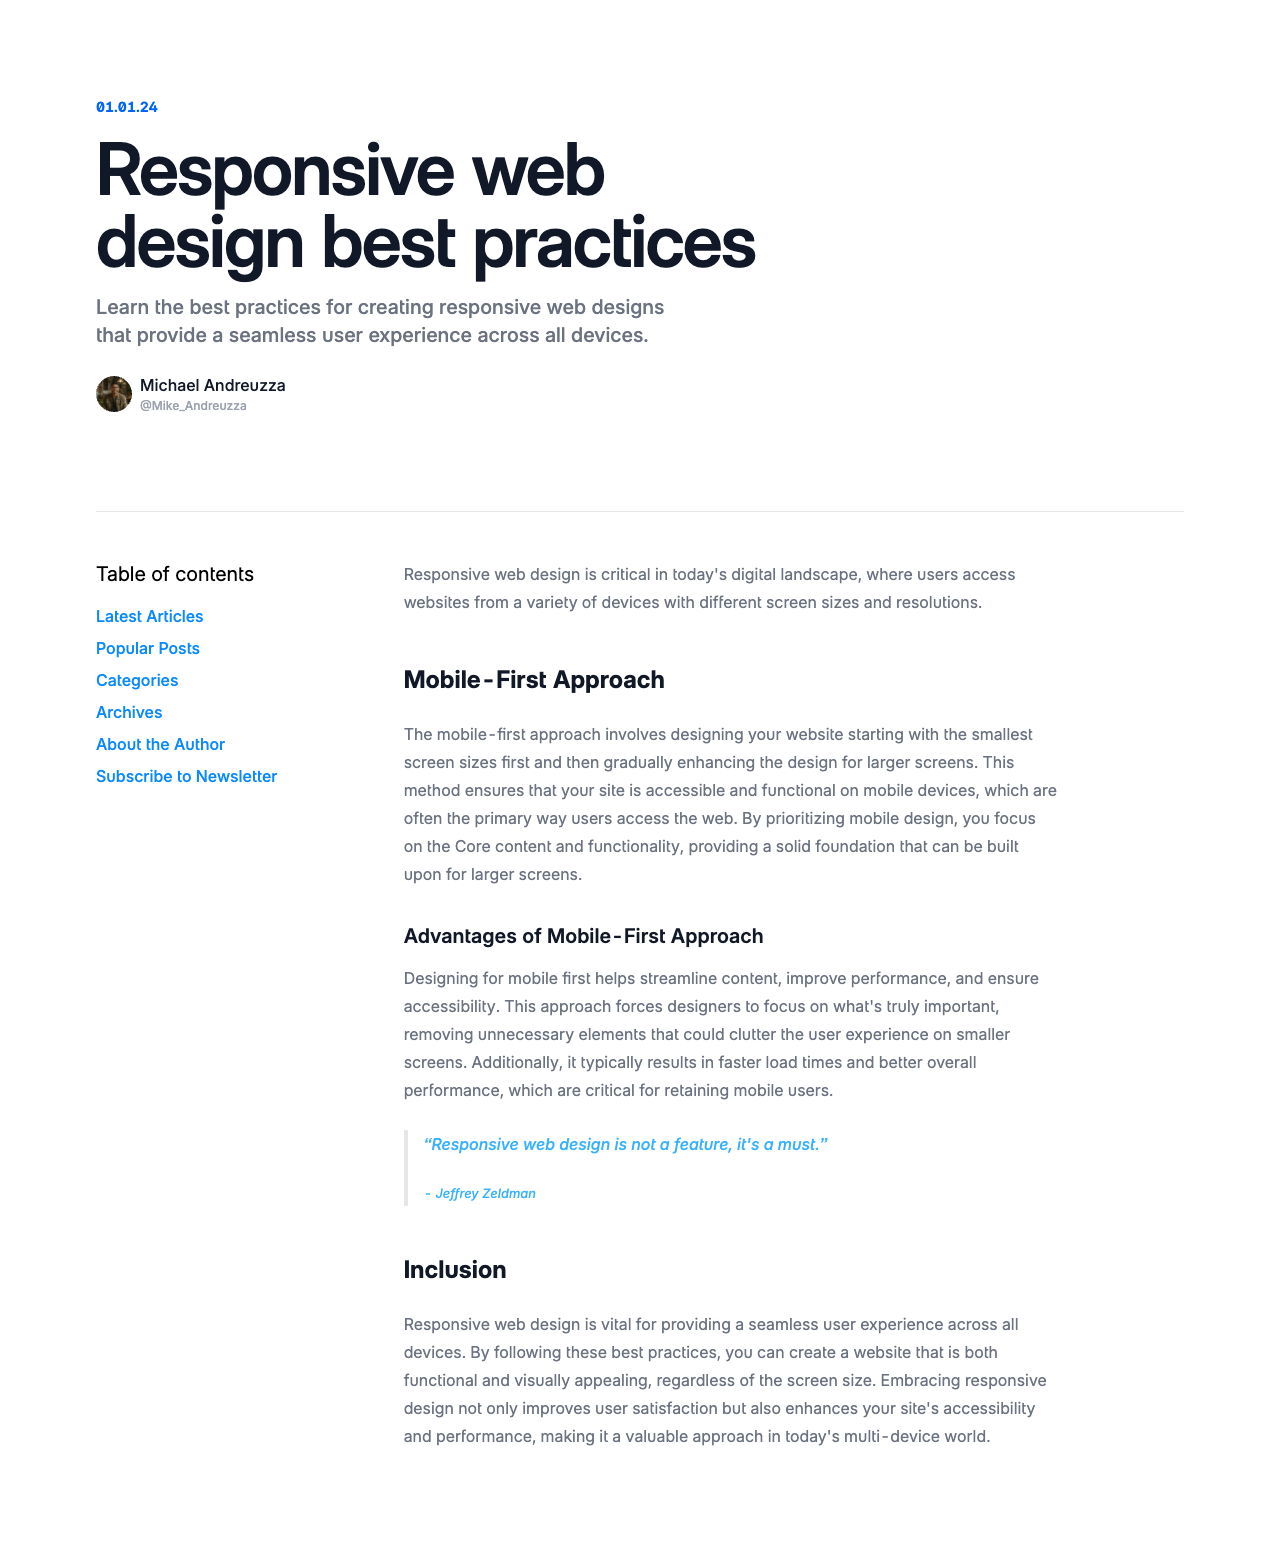 01.01.24
Responsive web
design best practices
Learn the best practices for creating responsive web designs
that provide a seamless user experience across all devices.
Michael Andreuzza
@Mike_Andreuzza
Table of contents
Latest Articles
Popular Posts
Categories
Archives
About the Author
Subscribe to Newsletter
Responsive web design is critical in today's digital landscape, where users access
websites from a variety of devices with different screen sizes and resolutions.
Mobile-First Approach
The mobile-first approach involves designing your website starting with the smallest
screen sizes first and then gradually enhancing the design for larger screens. This
method ensures that your site is accessible and functional on mobile devices, which are
often the primary way users access the web. By prioritizing mobile design, you focus
on the Core content and functionality, providing a solid foundation that can be built
upon for larger screens.
Advantages of Mobile-First Approach
Designing for mobile first helps streamline content, improve performance, and ensure
accessibility. This approach forces designers to focus on what's truly important,
removing unnecessary elements that could clutter the user experience on smaller
screens. Additionally, it typically results in faster load times and better overall
performance, which are critical for retaining mobile users.
“Responsive web design is not a feature, it's a must.”
- Jeffrey Zeldman
Inclusion
Responsive web design is vital for providing a seamless user experience across all
devices. By following these best practices, you can create a website that is both
functional and visually appealing, regardless of the screen size. Embracing responsive
design not only improves user satisfaction but also enhances your site's accessibility
and performance, making it a valuable approach in today's multi-device world.